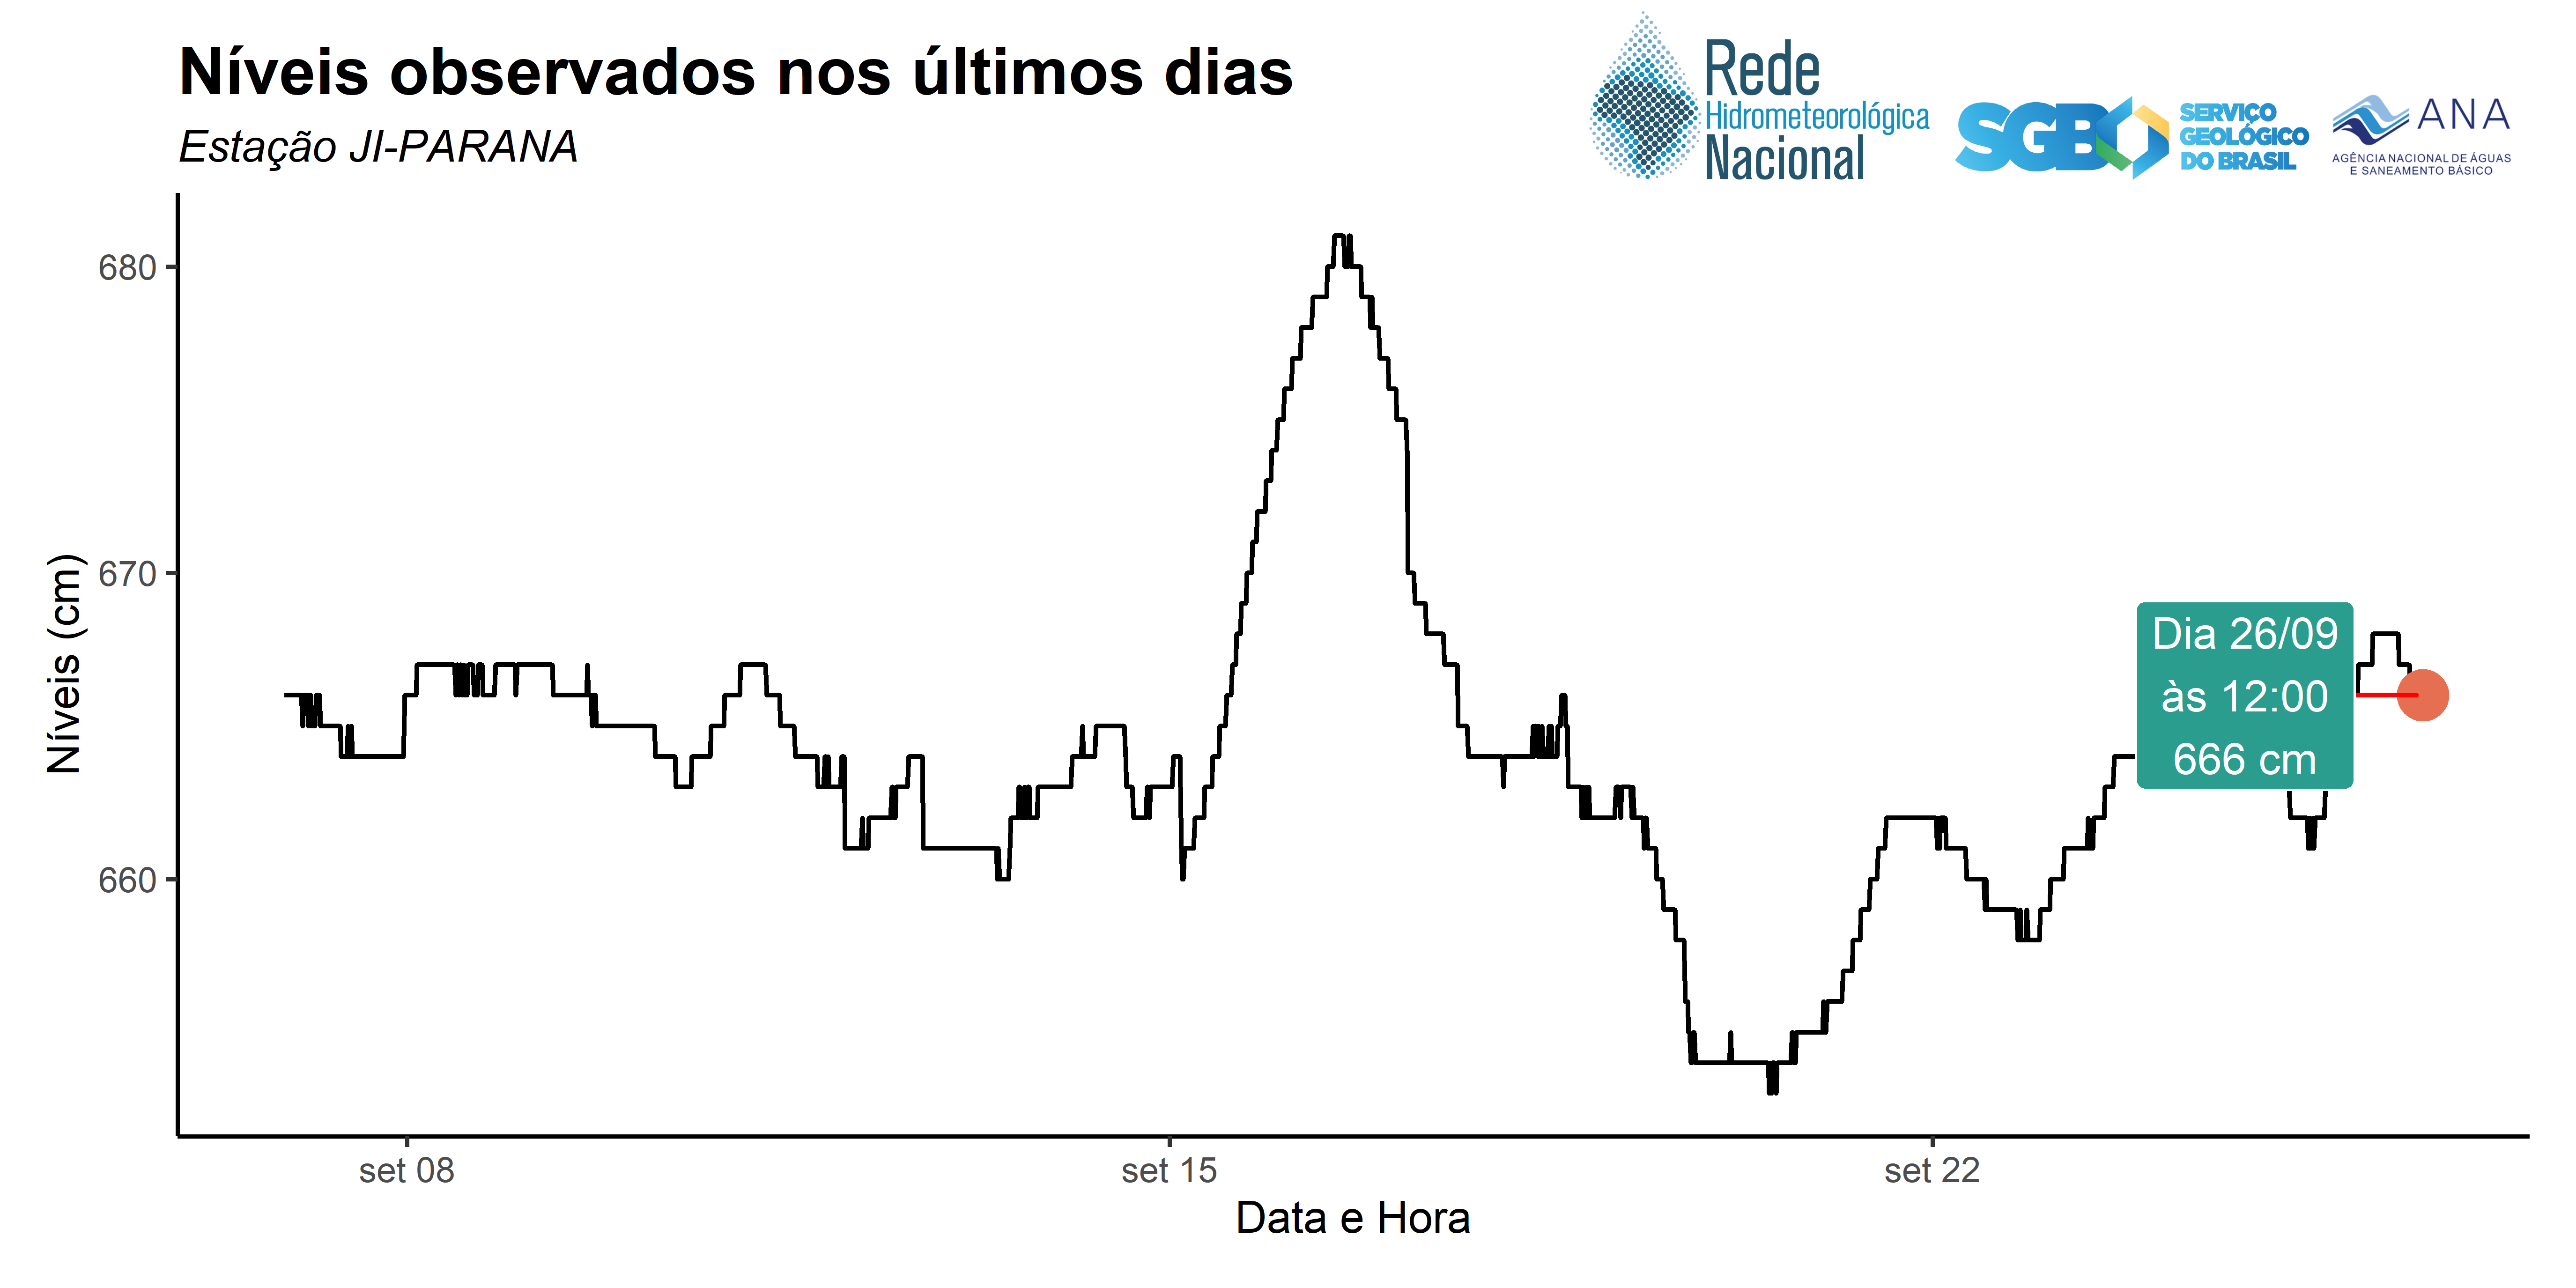 Níveis observados nos últimos dias
Estação JI-PARANA
Rede
Hidrometeorológica
Nacional
SGB
SERVIÇO
GEOLÓGICO
DO BRASIL
ANA
AGÊNCIA NACIONAL DE ÁGUAS
E SANEAMENTO BÁSICO
Níveis (cm)
680
670
660
Dia 26/09
às 12:00
666 cm
set 08
set 15
set 22
Data e Hora